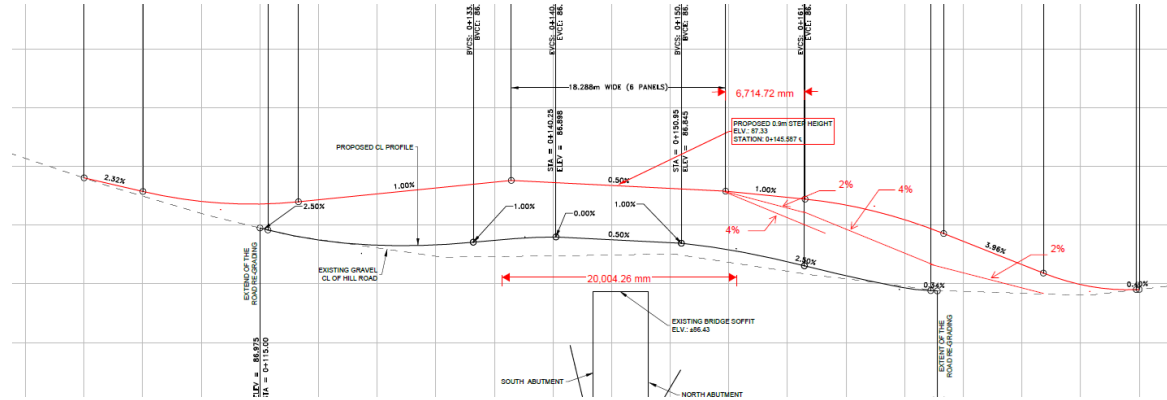 BVCS: 0+133.
BVCE: 86.
EVCS: 0+140.
EVCE: 86.
BVCS: 0+150.
BVCE: 86.
EVCS: 0+161.
EVCE: 86.
18.288m WIDE (6 PANELS)
6,714.72 mm
STA = 0+140.25
ELEV = 86.898
STA = 0+150.95
ELEV = 86.845
PROPOSED 0.9m STEP HEIGHT
ELV.: 87.33
STATION: 0+145.587
PROPOSED CL PROFILE
2.32%
1.00%
0.50%
1.00%
2%
4%
2.50%
1.00%
0.00%
1.00%
4%
0.50%
3.96%
2%
EXISTING GRAVEL
CL OF HILL ROAD
20,004.26 mm
2.50%
0.34%
0.40%
EXTEND OF THE
ROAD RE-GRADING
EXISTING BRIDGE SOFFIT
ELV.: ±86.43
EXTENT OF THE
ROAD RE-GRADING
ELEV = 86.975
STA = 0+115.00
SOUTH ABUTMENT
NORTH ABUTMENT